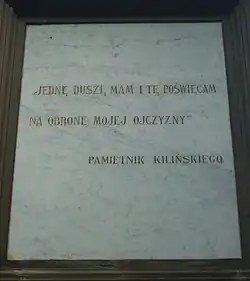 „JEDNĘ DUSZĘ MAM I TĘ POŚWIĘCAM
NA OBRONĘ MOJEJ OJCZYZNY"
PAMIĘTNIK KILIŃSKIEGO